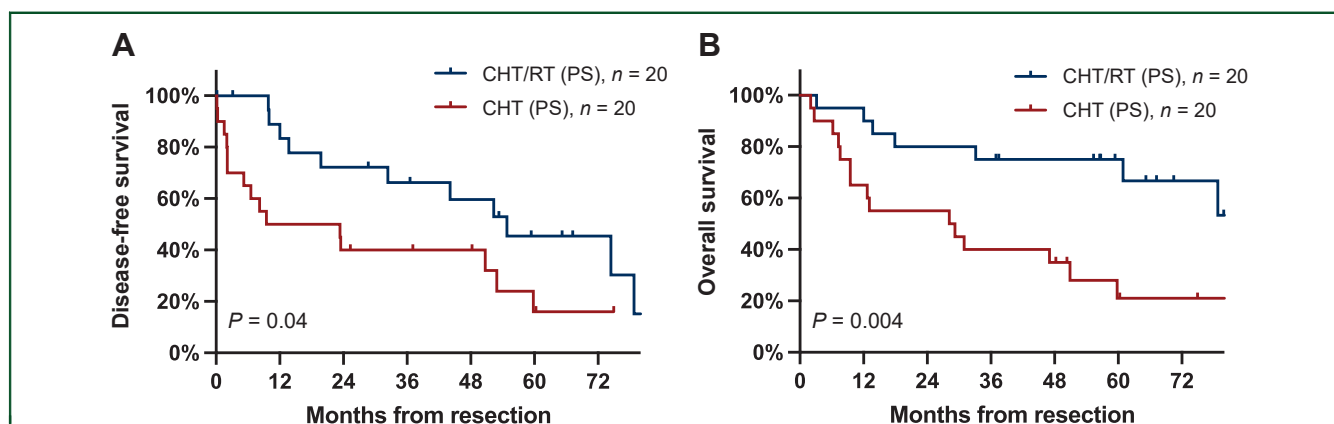 A
CHT/RT (PS), n = 20
CHT (PS), n = 20
Disease-free survival
100%
80%
60%
40%
20%
0%
P = 0.04
0 12 24 36 48 60 72
Months from resection
B
CHT/RT (PS), n = 20
CHT (PS), n = 20
Overall survival
100%
80%
60%
40%
20%
0%
P = 0.004
0 12 24 36 48 60 72
Months from resection